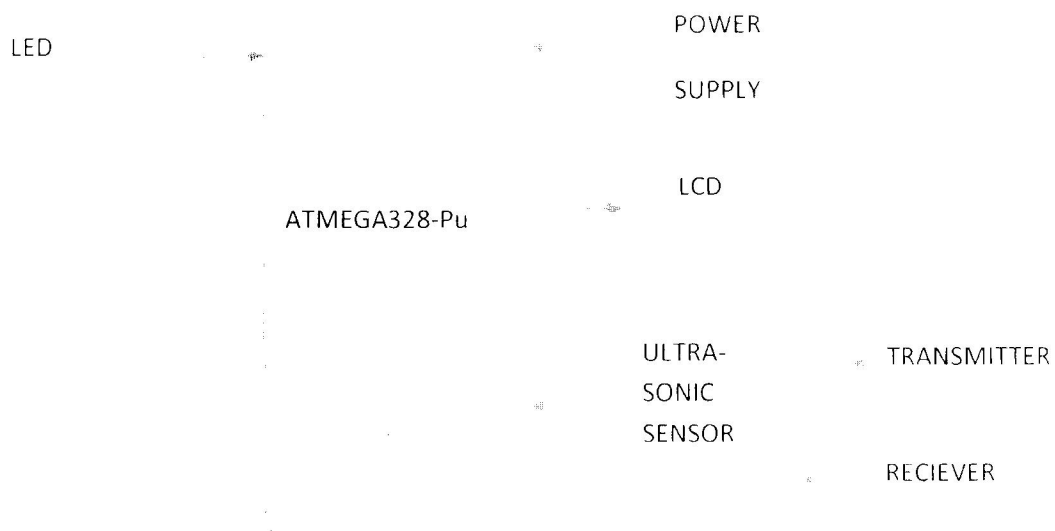 LED
POWER
SUPPLY
LCD
ATMEGA328-Pu
ULTRA-
SONIC
SENSOR
TRANSMITTER
RECIEVER